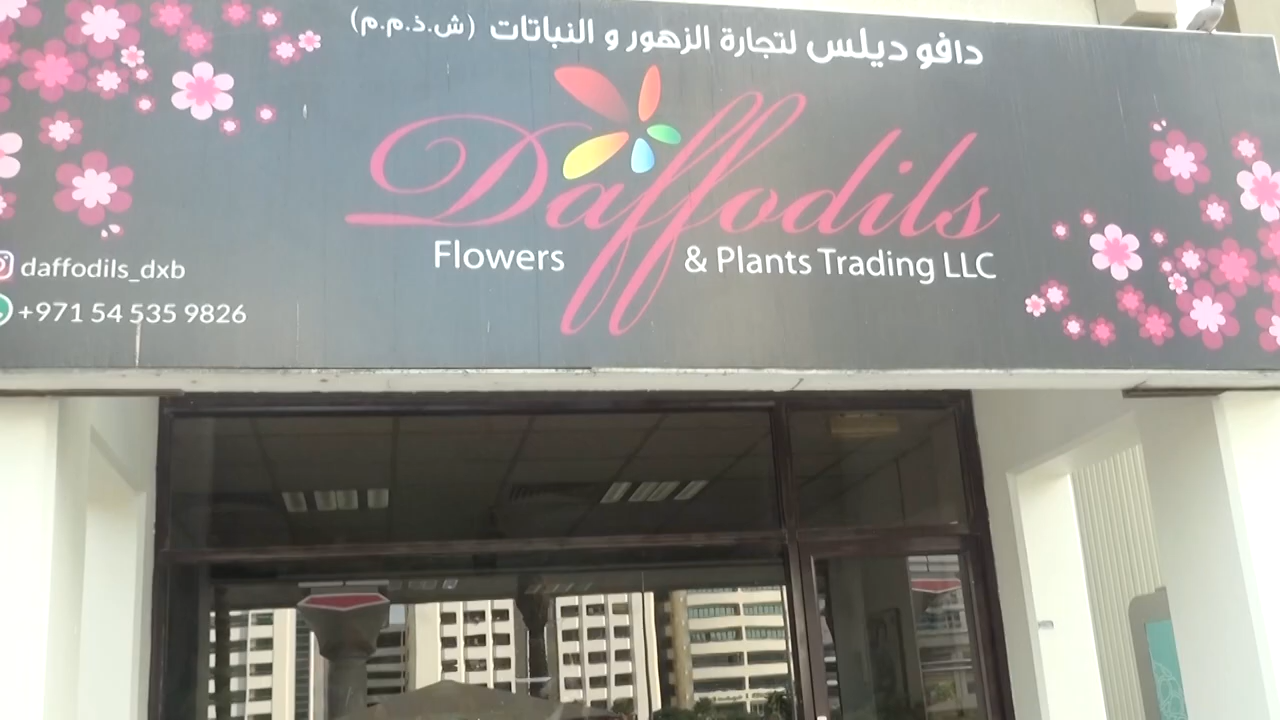 دافو ديلس لتجارة الزهور و النباتات (ش.ذ.م.م)
Daffodils
Flowers & Plants Trading LLC
daffodils_dxb
+971 54 535 9826